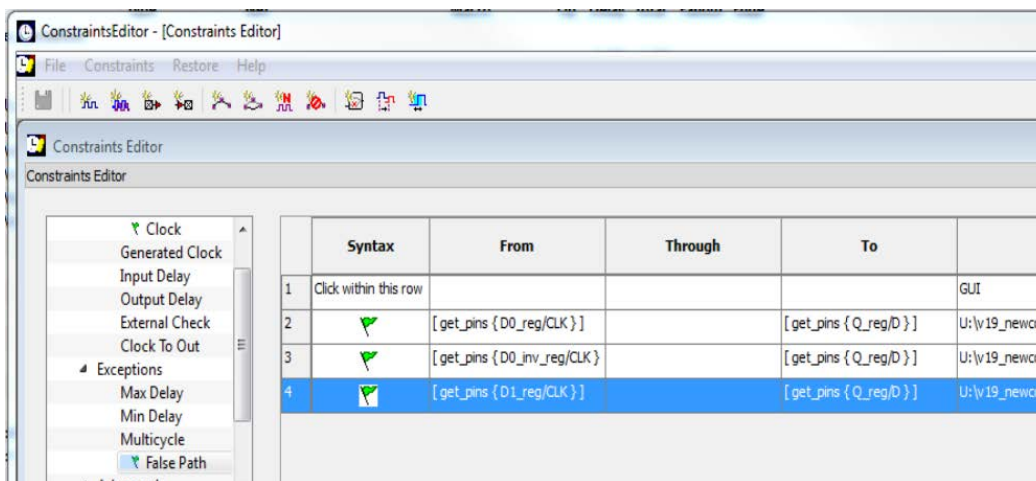 ConstraintsEditor - [Constraints Editor]
File Constraints Restore Help
Constraints Editor
Constraints Editor
Clock
Generated Clock
Input Delay
Output Delay
External Check
Clock To Out
Exceptions
Max Delay
Min Delay
Multicycle
False Path
Syntax From Through To
1 Click within this row GUI
2 [ get_pins { D0_reg/CLK } ] [ get_pins { Q_reg/D } ] U:\v19_newc
3 [ get_pins { D0_inv_reg/CLK } [ get_pins { Q_reg/D } ] U:\v19_newc
4 [ get_pins { D1_reg/CLK } ] [ get_pins { Q_reg/D } ] U:\v19_newc